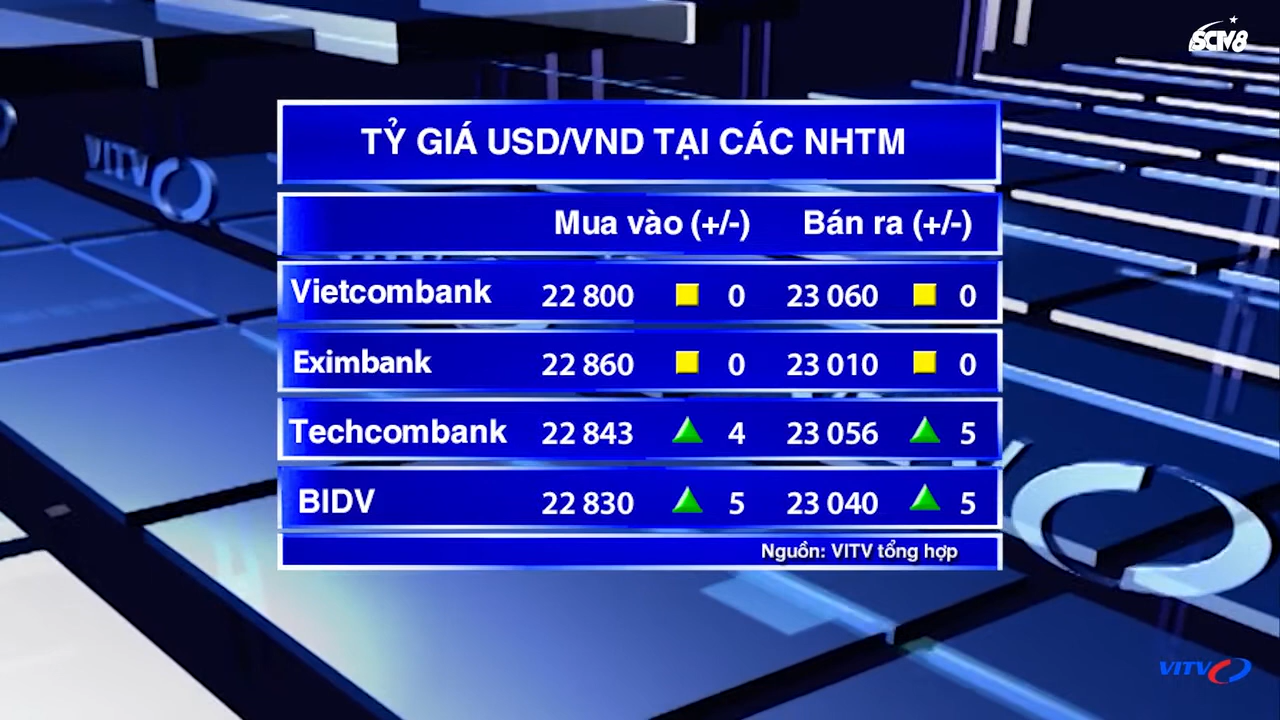 SCTV8
TỶ GIÁ USD/VND TẠI CÁC NHTM
VITV
Mua vào (+/-) Bán ra (+/-)
Vietcombank 22 800 0 23 060 0
Eximbank 22 860 0 23 010 0
Techcombank 22 843 4 23 056 5
BIDV 22 830 5 23 040 5
Nguồn: VITV tổng hợp
VITV